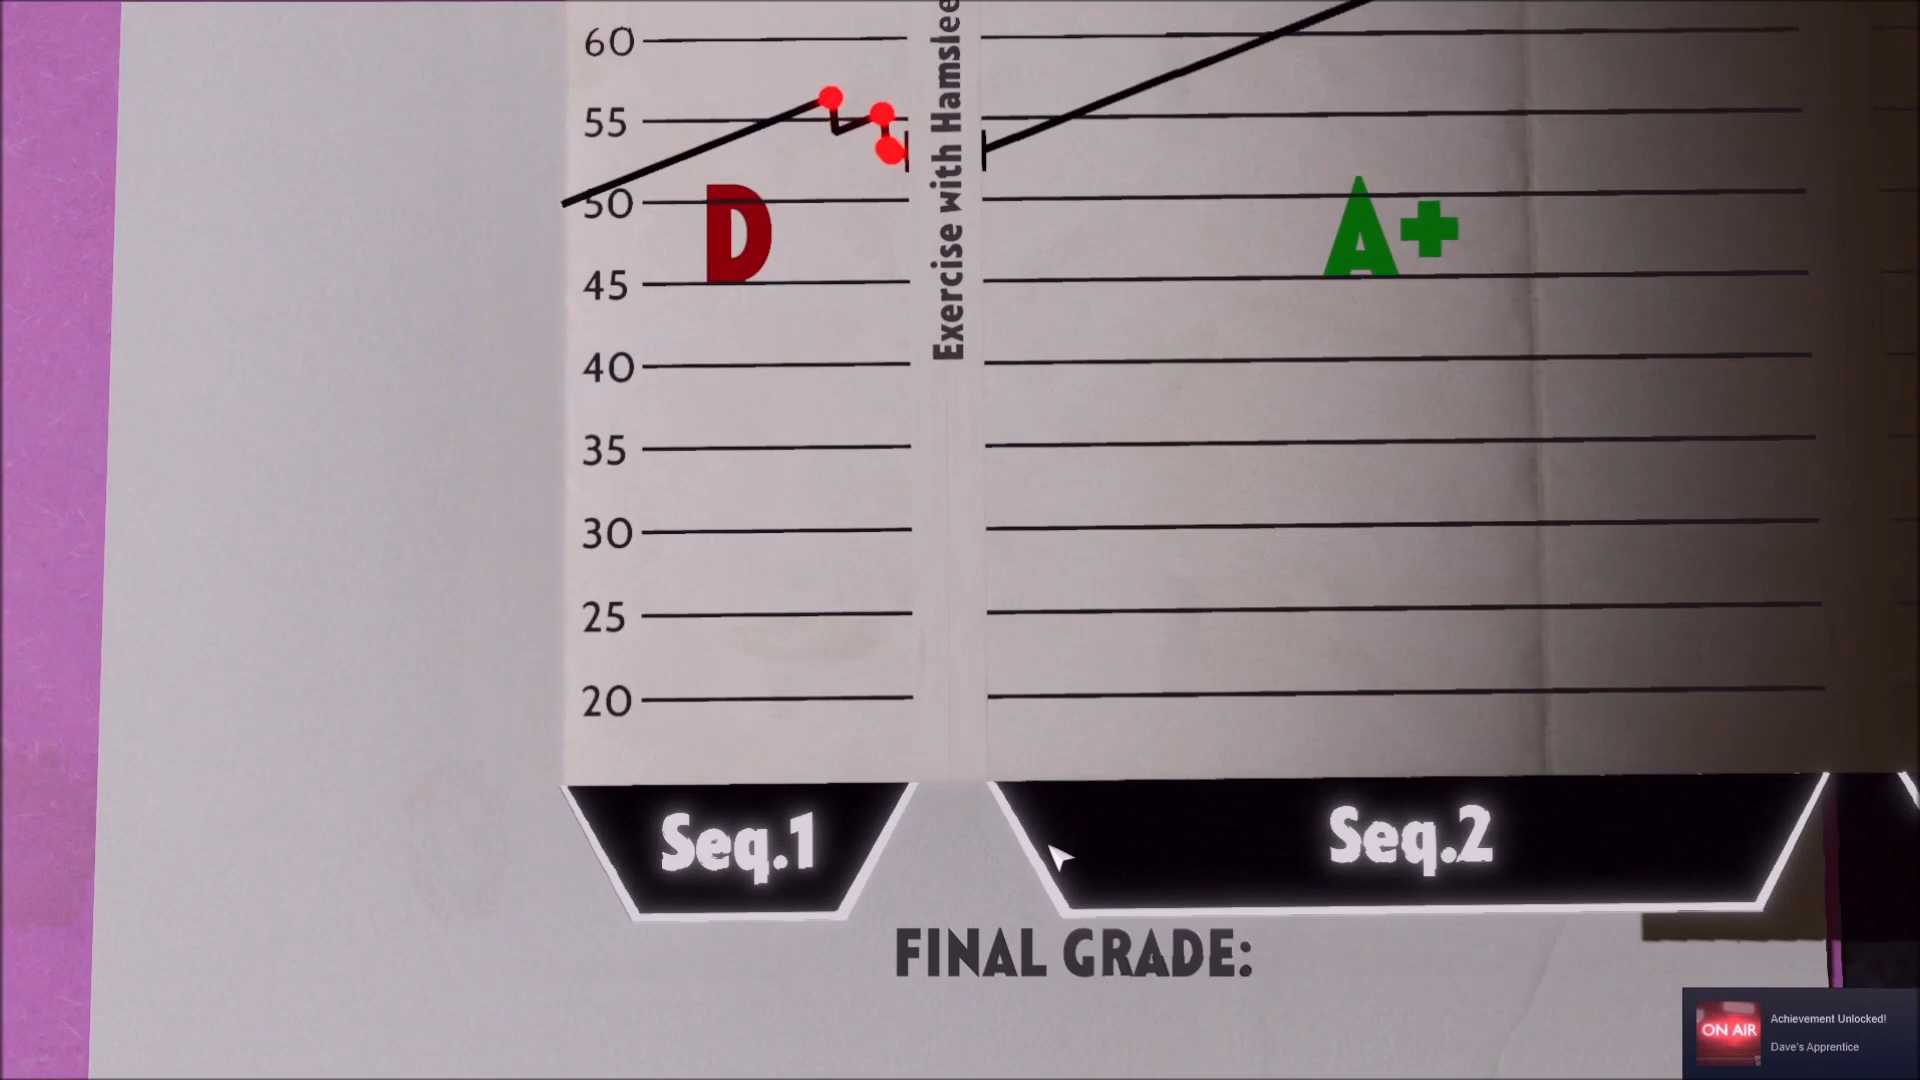 60
55
50
45
40
35
30
25
20
D
Exercise with Hamslee
A+
Seq.1
Seq.2
FINAL GRADE:
ON AIR
Achievement Unlocked!
Dave's Apprentice